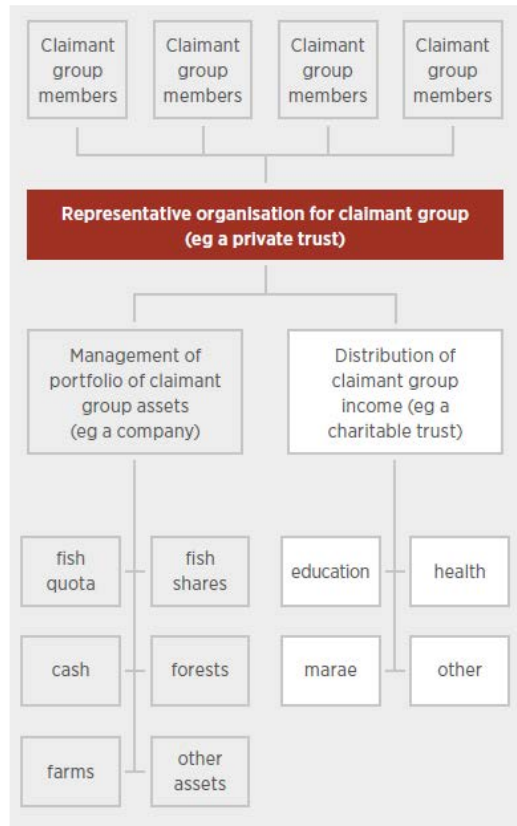 Claimant
group
members
Claimant
group
members
Claimant
group
members
Claimant
group
members
Representative organisation for claimant group
(eg a private trust)
Management of
portfolio of claimant
group assets
(eg a company)
Distribution of
claimant group
income (eg a
charitable trust)
fish
quota
fish
shares
education
health
cash
forests
marae
other
farms
other
assets